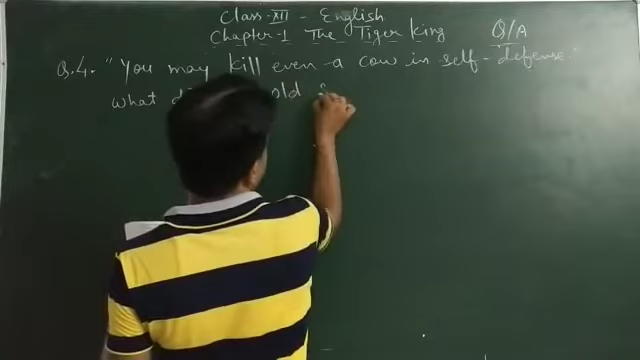 Class-XII - English
Chapter-1 The Tiger King Q/A
Q.4. "You may kill even a cow in self-defense."
What old